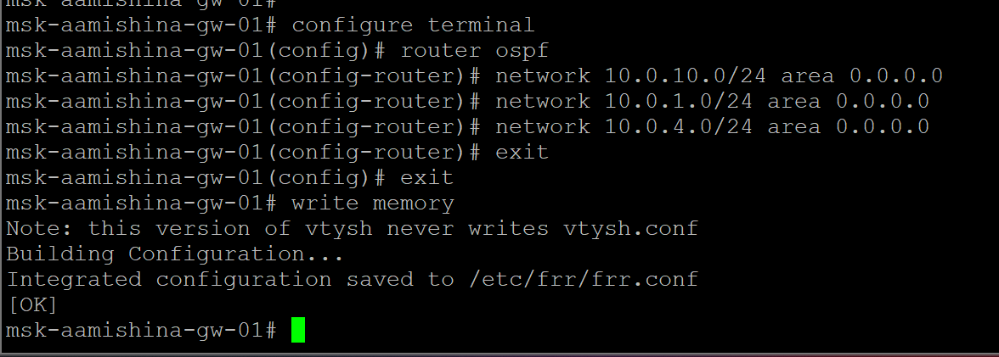 msk-aamishina-gw-01#
msk-aamishina-gw-01# configure terminal
msk-aamishina-gw-01(config)# router ospf
msk-aamishina-gw-01(config-router)# network 10.0.10.0/24 area 0.0.0.0
msk-aamishina-gw-01(config-router)# network 10.0.1.0/24 area 0.0.0.0
msk-aamishina-gw-01(config-router)# network 10.0.4.0/24 area 0.0.0.0
msk-aamishina-gw-01(config-router)# exit
msk-aamishina-gw-01(config)# exit
msk-aamishina-gw-01# write memory
Note: this version of vtysh never writes vtysh.conf
Building Configuration...
Integrated configuration saved to /etc/frr/frr.conf
[OK]
msk-aamishina-gw-01#